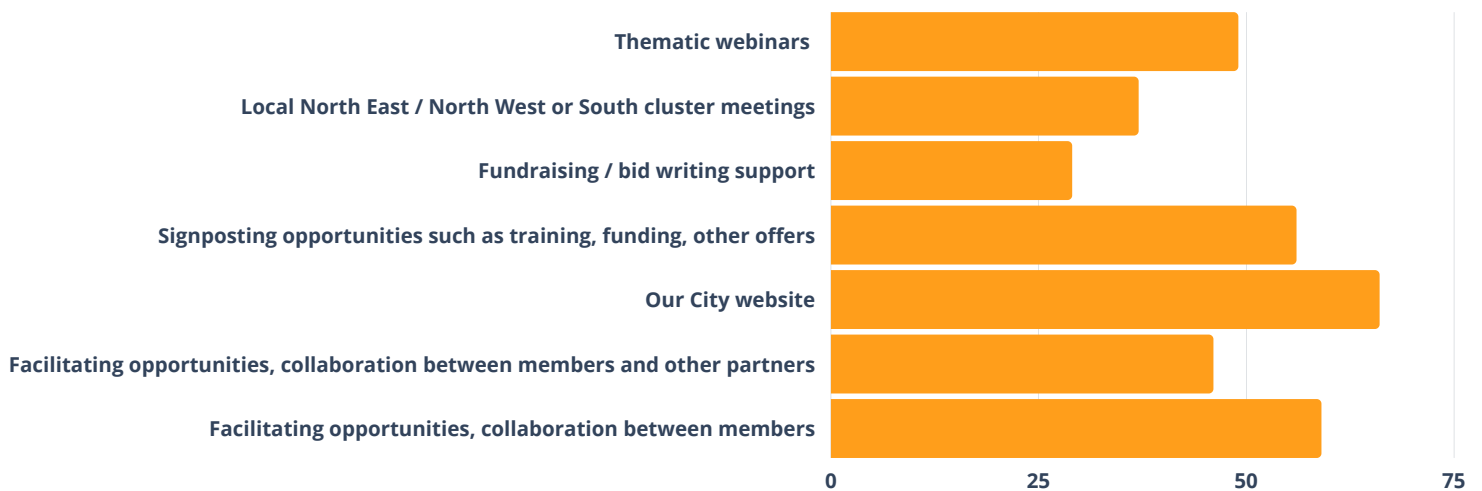 Thematic webinars
Local North East / North West or South cluster meetings
Fundraising / bid writing support
Signposting opportunities such as training, funding, other offers
Our City website
Facilitating opportunities, collaboration between members and other partners
Facilitating opportunities, collaboration between members
0 25 50 75